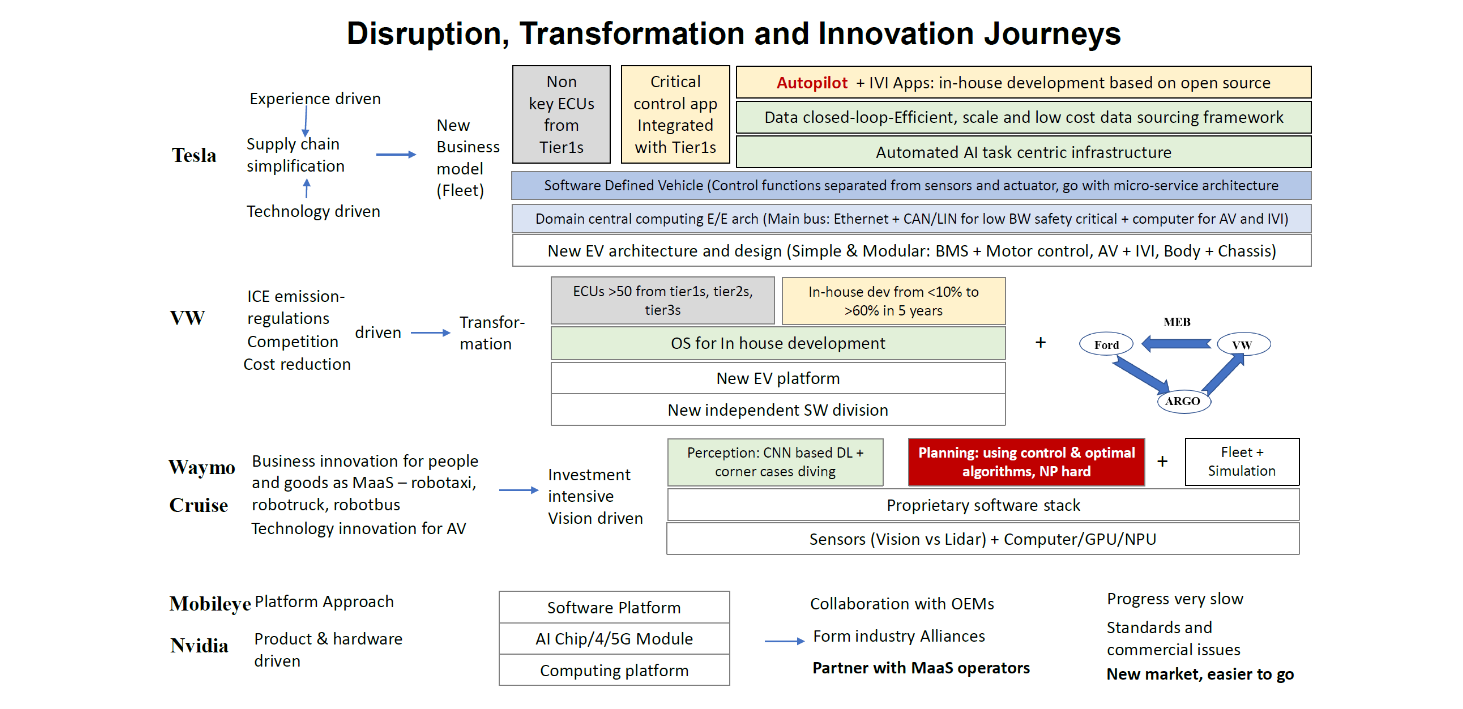 Disruption, Transformation and Innovation Journeys
Tesla
Experience driven
Supply chain
simplification
Technology driven
New
Business
model
(Fleet)
Non
key ECUs
from
Tier1s
Critical
control app
Integrated
with Tier1s
Autopilot + IVI Apps: in-house development based on open source
Data closed-loop-Efficient, scale and low cost data sourcing framework
Automated AI task centric infrastructure
Software Defined Vehicle (Control functions separated from sensors and actuator, go with micro-service architecture
Domain central computing E/E arch (Main bus: Ethernet + CAN/LIN for low BW safety critical + computer for AV and IVI)
New EV architecture and design (Simple & Modular: BMS + Motor control, AV + IVI, Body + Chassis)
VW
ICE emission-
regulations
Competition
Cost reduction
driven
Transfor-
mation
ECUs >50 from tier1s, tier2s,
tier3s
In-house dev from <10% to
>60% in 5 years
OS for In house development
New EV platform
New independent SW division
+
MEB
Ford
VW
ARGO
Waymo
Cruise
Business innovation for people
and goods as MaaS – robotaxi,
robotruck, robotbus
Technology innovation for AV
Investment
intensive
Vision driven
Perception: CNN based DL +
corner cases diving
Planning: using control & optimal
algorithms, NP hard
+
Fleet +
Simulation
Proprietary software stack
Sensors (Vision vs Lidar) + Computer/GPU/NPU
Mobileye
Platform Approach
Nvidia
Product & hardware
driven
Software Platform
AI Chip/4/5G Module
Computing platform
Collaboration with OEMs
Form industry Alliances
Partner with MaaS operators
Progress very slow
Standards and
commercial issues
New market, easier to go